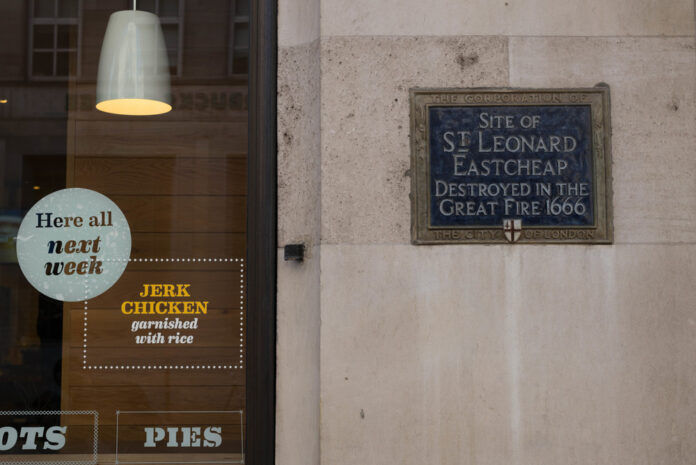 Here all
next
week
JERK
CHICKEN
garnished
with rice
OTS
PIES
THE CORPORATION OF
SITE OF
ST LEONARD
EASTCHEAP
DESTROYED IN THE
GREAT FIRE 1666
THE CITY OF LONDON